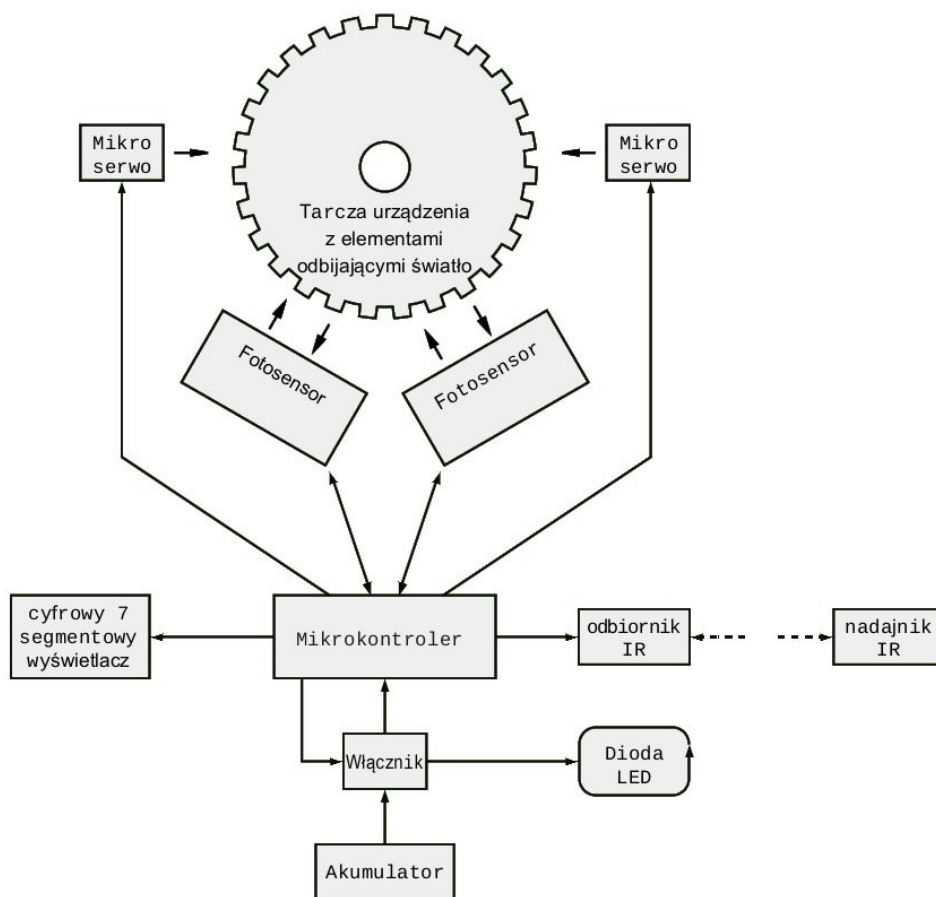 Mikro
serwo
Mikro
serwo
Tarcza urządzenia
z elementami
odbijającymi światło
Fotosensor
Fotosensor
cyfrowy 7
segmentowy
wyświetlacz
Mikrokontroler
odbiornik
IR
nadajnik
IR
Włącznik
Dioda
LED
Akumulator